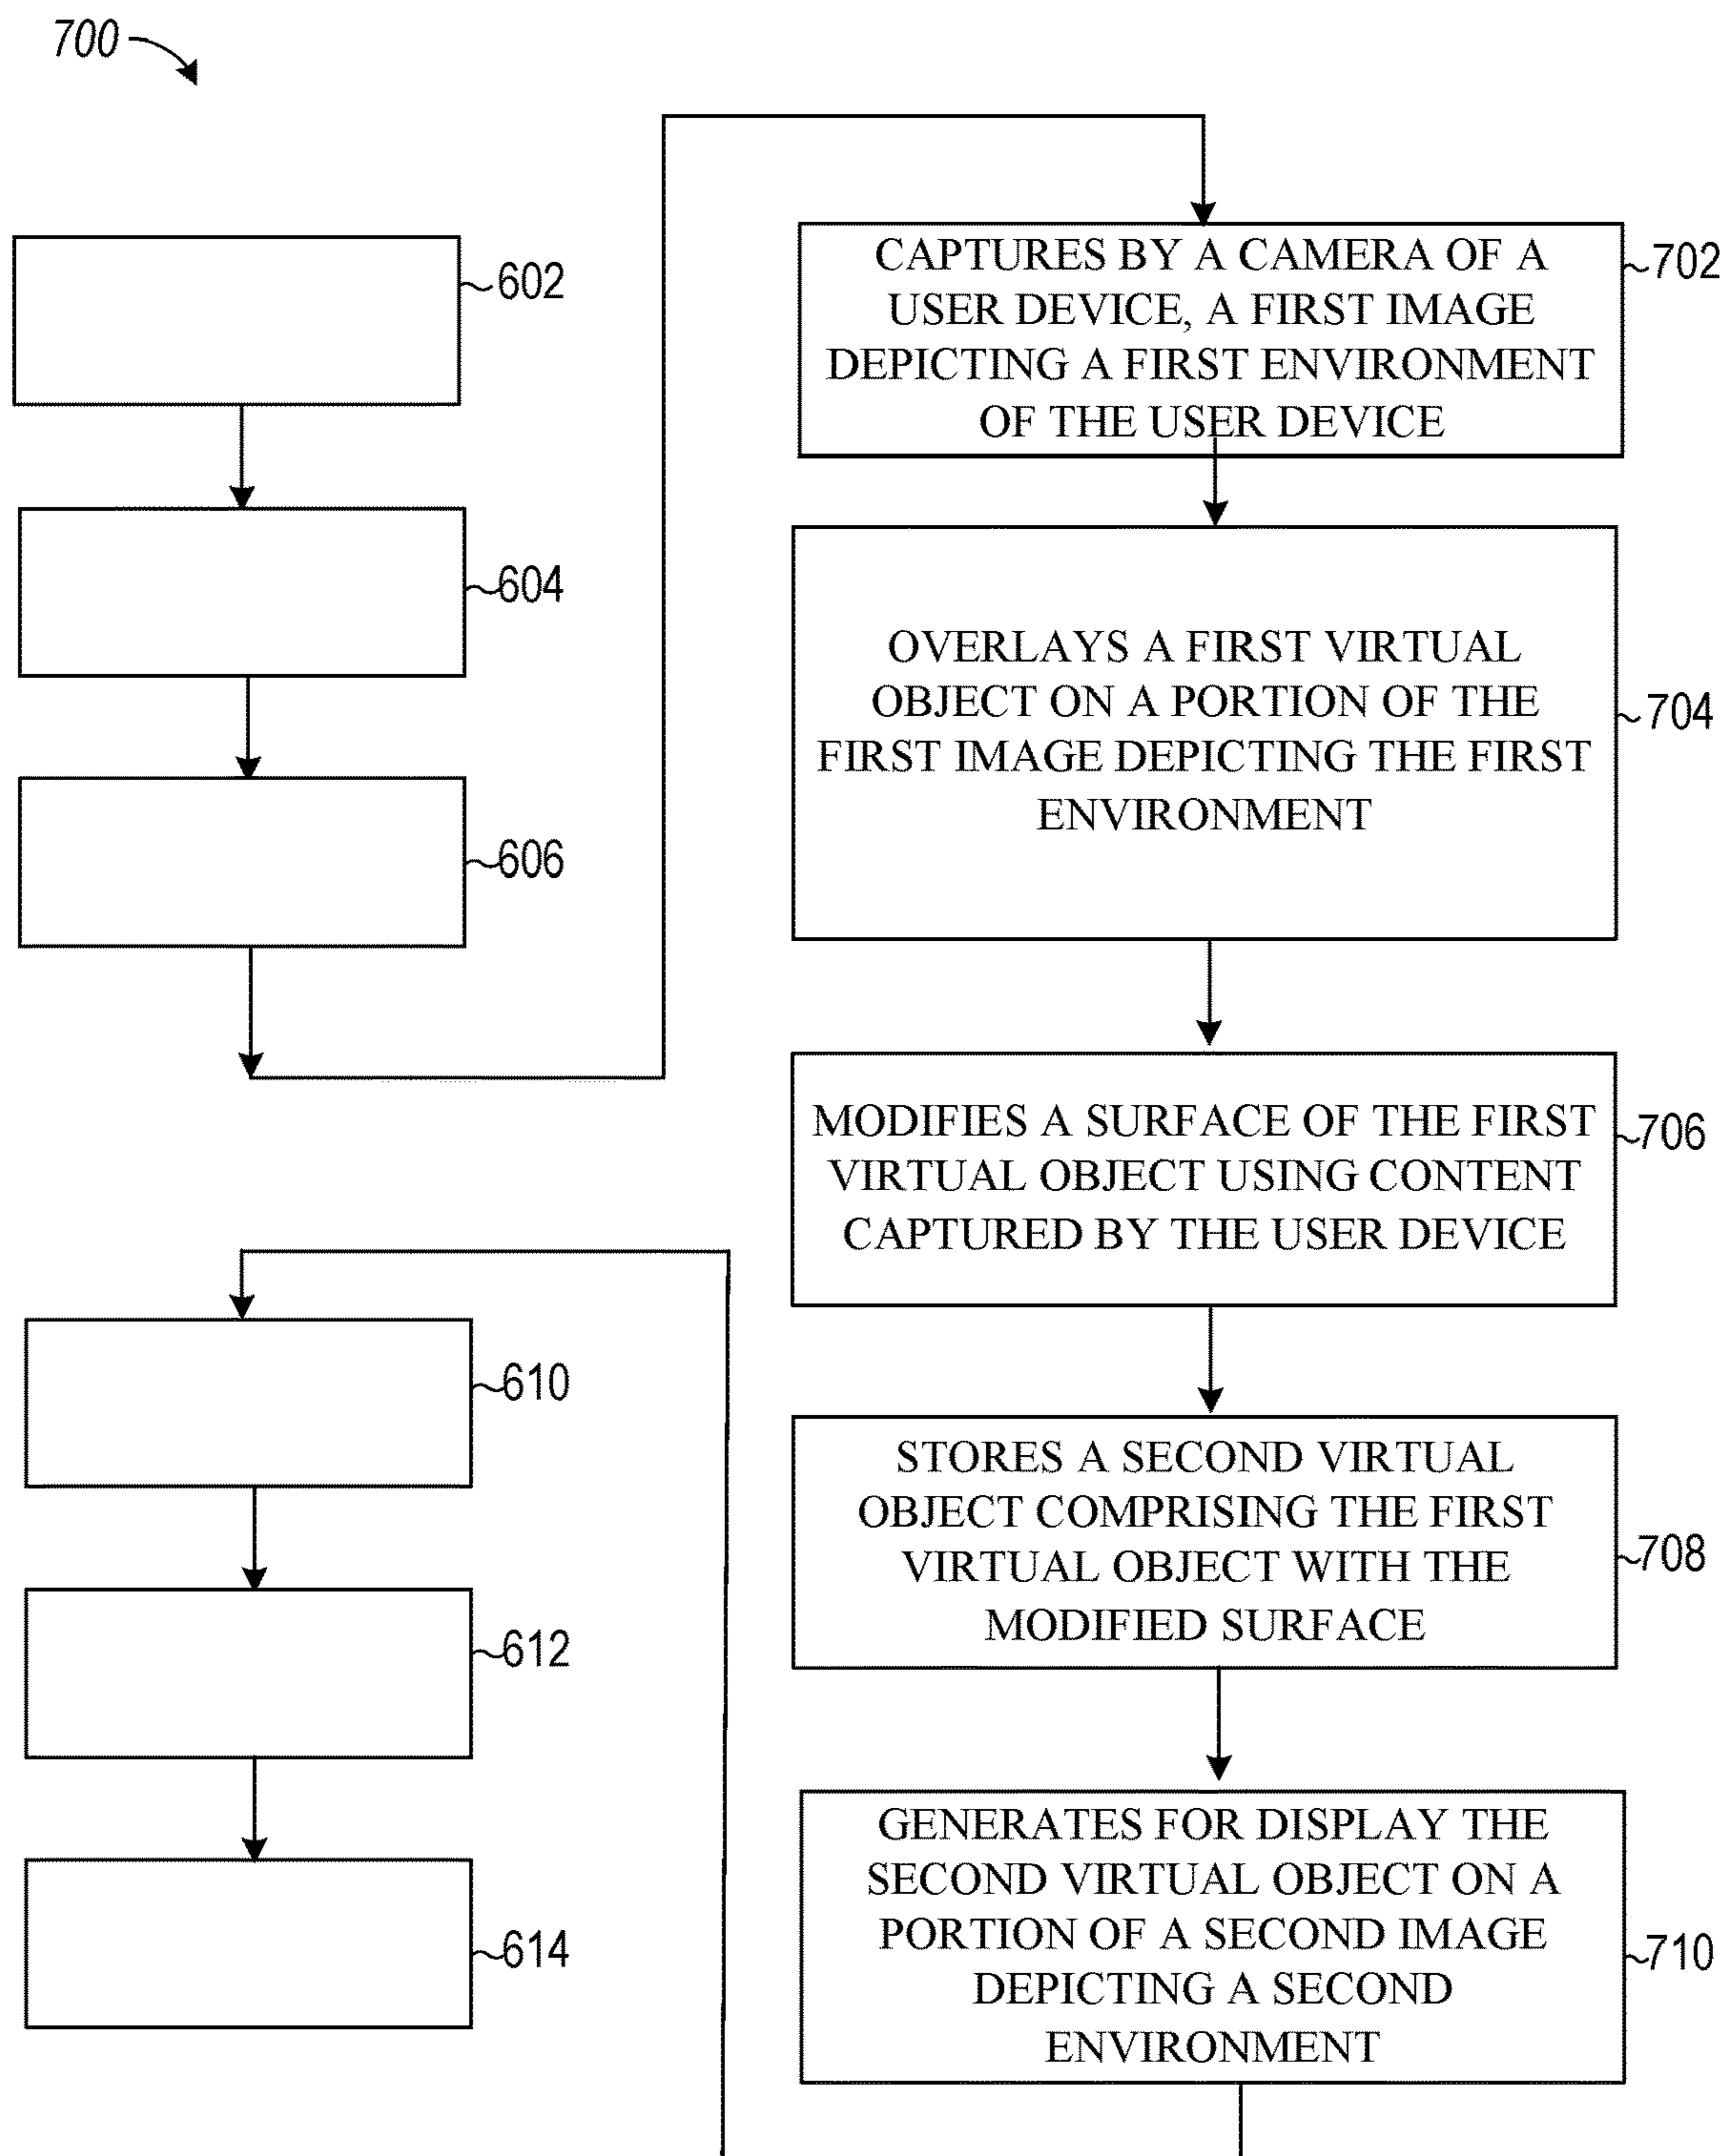 700
602
604
606
CAPTURES BY A CAMERA OF A
USER DEVICE, A FIRST IMAGE
DEPICTING A FIRST ENVIRONMENT
OF THE USER DEVICE
702
OVERLAYS A FIRST VIRTUAL
OBJECT ON A PORTION OF THE
FIRST IMAGE DEPICTING THE FIRST
ENVIRONMENT
704
MODIFIES A SURFACE OF THE FIRST
VIRTUAL OBJECT USING CONTENT
CAPTURED BY THE USER DEVICE
706
STORES A SECOND VIRTUAL
OBJECT COMPRISING THE FIRST
VIRTUAL OBJECT WITH THE
MODIFIED SURFACE
708
GENERATES FOR DISPLAY THE
SECOND VIRTUAL OBJECT ON A
PORTION OF A SECOND IMAGE
DEPICTING A SECOND
ENVIRONMENT
710
610
612
614